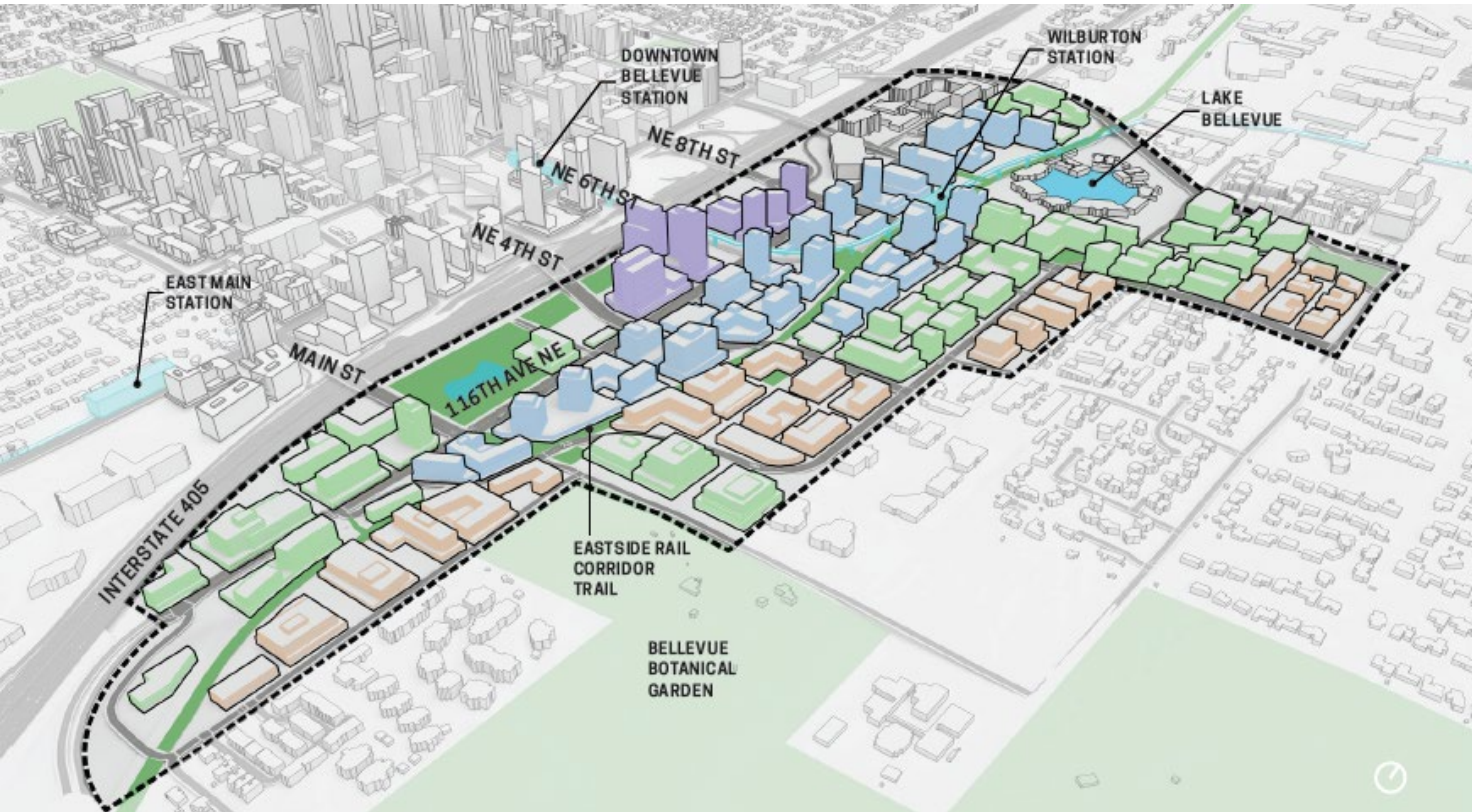 DOWNTOWN
BELLEVUE
STATION
WILBURTON
STATION
LAKE
BELLEVUE
NE 8TH ST
NE 6TH ST
NE 4TH ST
EAST MAIN
STATION
MAIN ST
116TH AVE NE
INTERSTATE 405
EASTSIDE RAIL
CORRIDOR
TRAIL
BELLEVUE
BOTANICAL
GARDEN